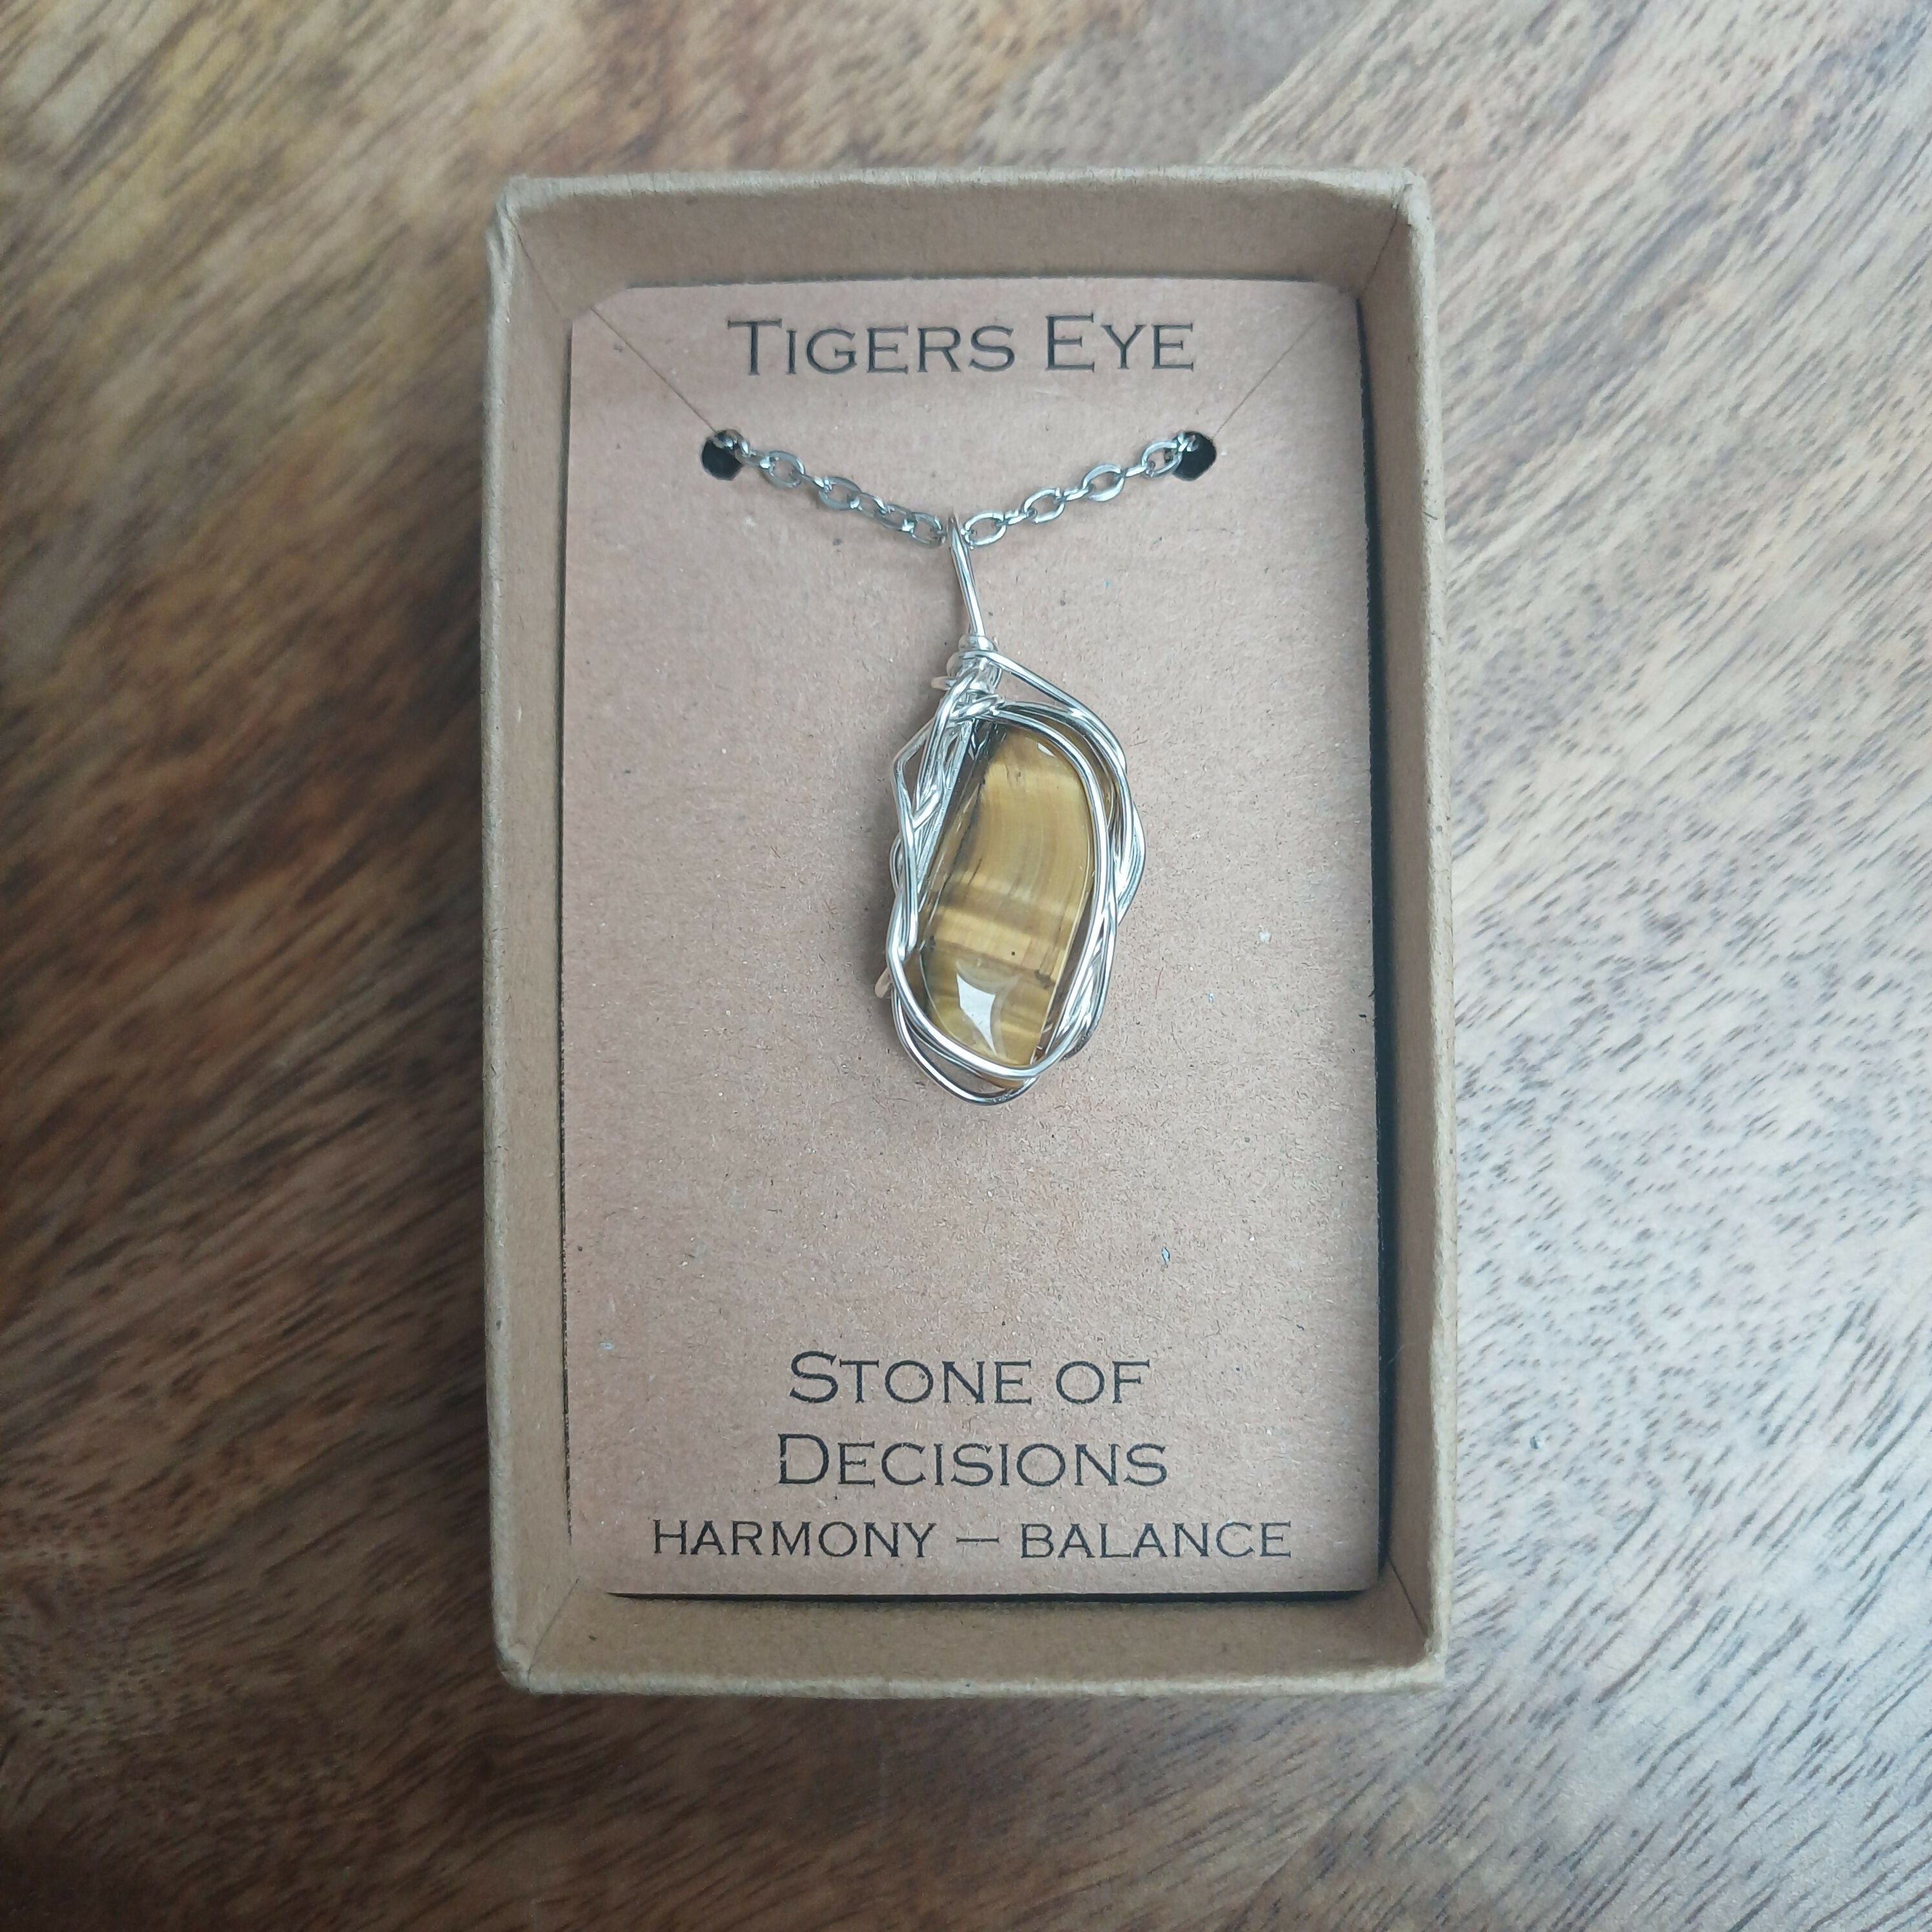 Tigers Eye
Stone of
Decisions
harmony — balance